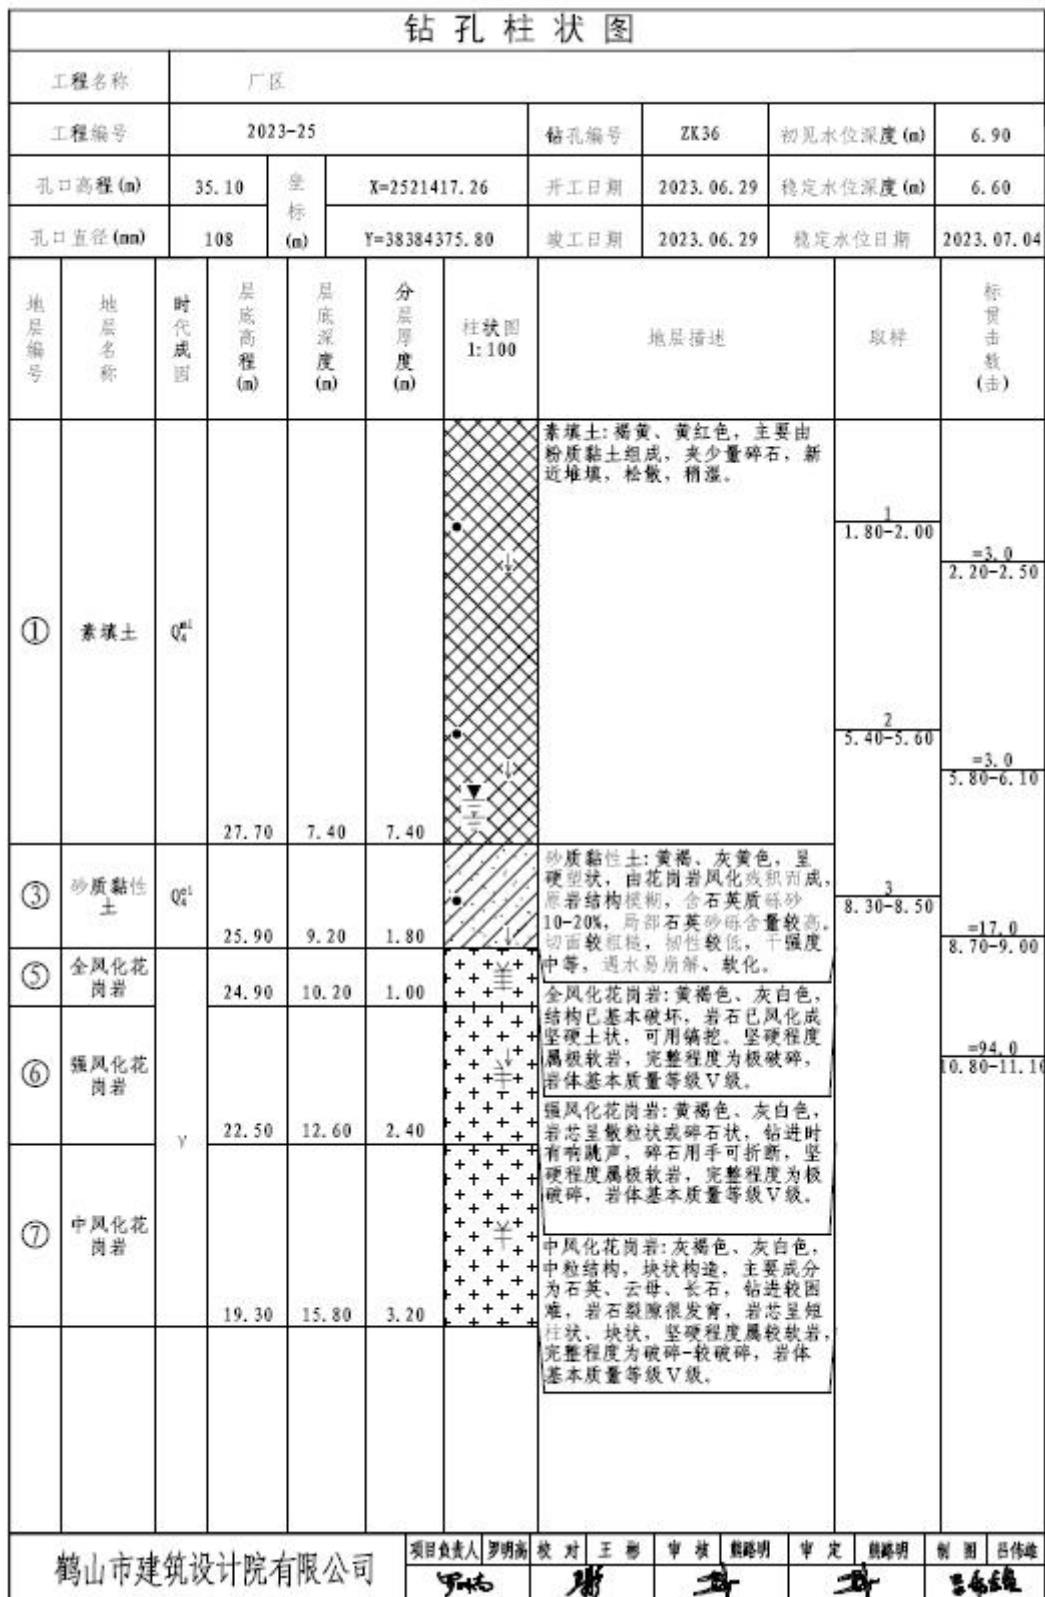 钻孔柱状图
工程名称 厂区
工程编号 2023-25 钻孔编号 ZK36 初见水位深度(m) 6.90
孔口高程(m) 35.10 坐标(m) X=2521417.26 开工日期 2023.06.29 稳定水位深度(m) 6.60
孔口直径(mm) 108 Y=38384375.80 竣工日期 2023.06.29 稳定水位日期 2023.07.04
地层编号 地层名称 时代成因 层底高程(m) 层底深度(m) 分层厚度(m) 柱状图 1:100 地层描述 取样 标贯击数(击)
① 素填土 Q₄ᵐˡ 27.70 7.40 7.40
素填土:褐黄、黄红色，主要由
粉质黏土组成，夹少量碎石，新
近堆填，松散，稍湿。
1
1.80-2.00
=3.0
2.20-2.50
2
5.40-5.60
=3.0
5.80-6.10
③ 砂质黏性土 Q₄ᵉˡ 25.90 9.20 1.80
砂质黏性土:黄褐、灰黄色，呈
硬塑状，由花岗岩风化残积而成，
原岩结构模糊，含石英质砾砂
10-20%，局部石英砂砾含量较高。
切面较粗糙，韧性较低，干强度
中等，遇水易崩解、软化。
3
8.30-8.50
=17.0
8.70-9.00
⑤ 全风化花岗岩 24.90 10.20 1.00
全风化花岗岩:黄褐色、灰白色，
结构已基本破坏，岩石已风化成
坚硬土状，可用镐挖。坚硬程度
属极软岩，完整程度为极破碎，
岩体基本质量等级Ⅴ级。
⑥ 强风化花岗岩 γ 22.50 12.60 2.40
强风化花岗岩:黄褐色、灰白色，
岩芯呈散粒状或碎石状，钻进时
有响跳声，碎石用手可折断，坚
硬程度属极软岩，完整程度为极
破碎，岩体基本质量等级Ⅴ级。
=94.0
10.80-11.10
⑦ 中风化花岗岩 19.30 15.80 3.20
中风化花岗岩:灰褐色、灰白色，
中粒结构，块状构造，主要成分
为石英、云母、长石，钻进较困
难，岩石裂隙很发育，岩芯呈短
柱状、块状，坚硬程度属较软岩，
完整程度为破碎-较破碎，岩体
基本质量等级Ⅴ级。
鹤山市建筑设计院有限公司 项目负责人 罗明高 校对 王彬 审核 熊路明 审定 熊路明 制图 吕伟雄